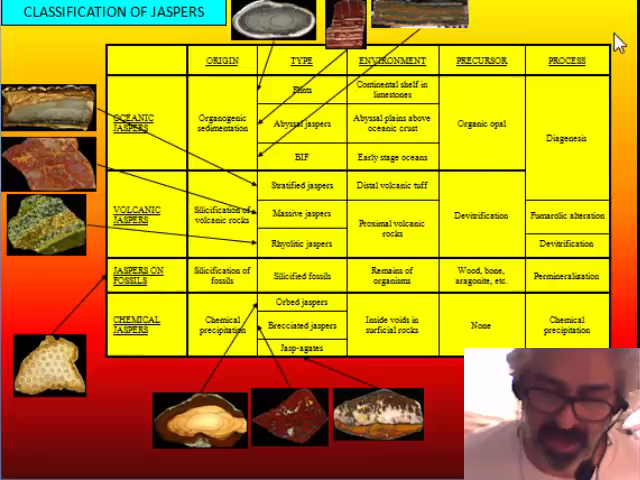 CLASSIFICATION OF JASPERS
ORIGIN TYPE ENVIRONMENT PRECURSOR PROCESS
OCEANIC
JASPERS
Organogenic
sedimentation
Flints
Continental shelf in
limestones
Abyssal jaspers
Abyssal plains above
oceanic crust
BIF
Early stage oceans
Organic opal
Diagenesis
VOLCANIC
JASPERS
Silicification of
volcanic rocks
Stratified jaspers
Distal volcanic tuff
Massive jaspers
Proximal volcanic
rocks
Rhyolitic jaspers
Devitrification
Fumarolic alteration
Devitrification
JASPERS ON
FOSSILS
Silicification of
fossils
Silicified fossils
Remains of
organisms
Wood, bone,
aragonite, etc.
Permineralization
CHEMICAL
JASPERS
Chemical
precipitation
Orbed jaspers
Brecciated jaspers
Jasp-agates
Inside voids in
surficial rocks
None
Chemical
precipitation